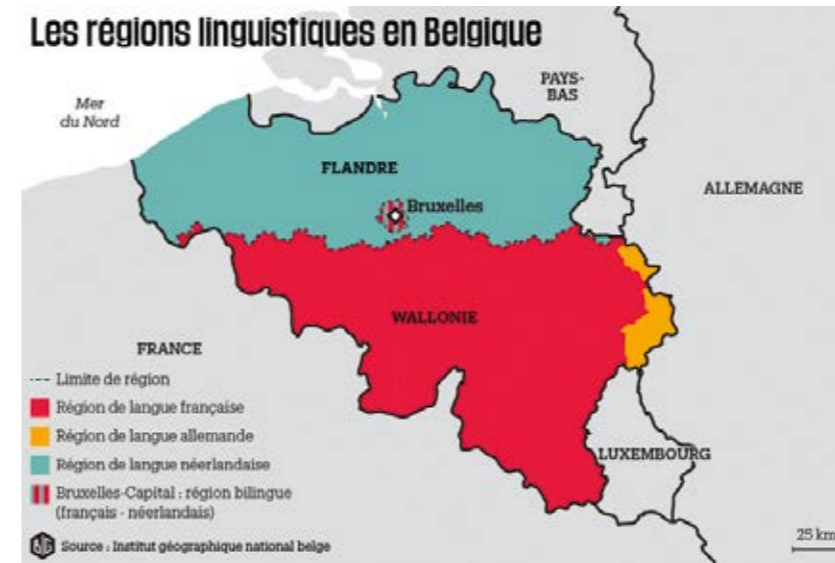 Les régions linguistiques en Belgique
Mer
du Nord
PAYS-
BAS
FLANDRE
ALLEMAGNE
Bruxelles
WALLONIE
FRANCE
LUXEMBOURG
Limite de région
Région de langue française
Région de langue allemande
Région de langue néerlandaise
Bruxelles-Capital : région bilingue
(français - néerlandais)
Source : Institut géographique national belge
25 km